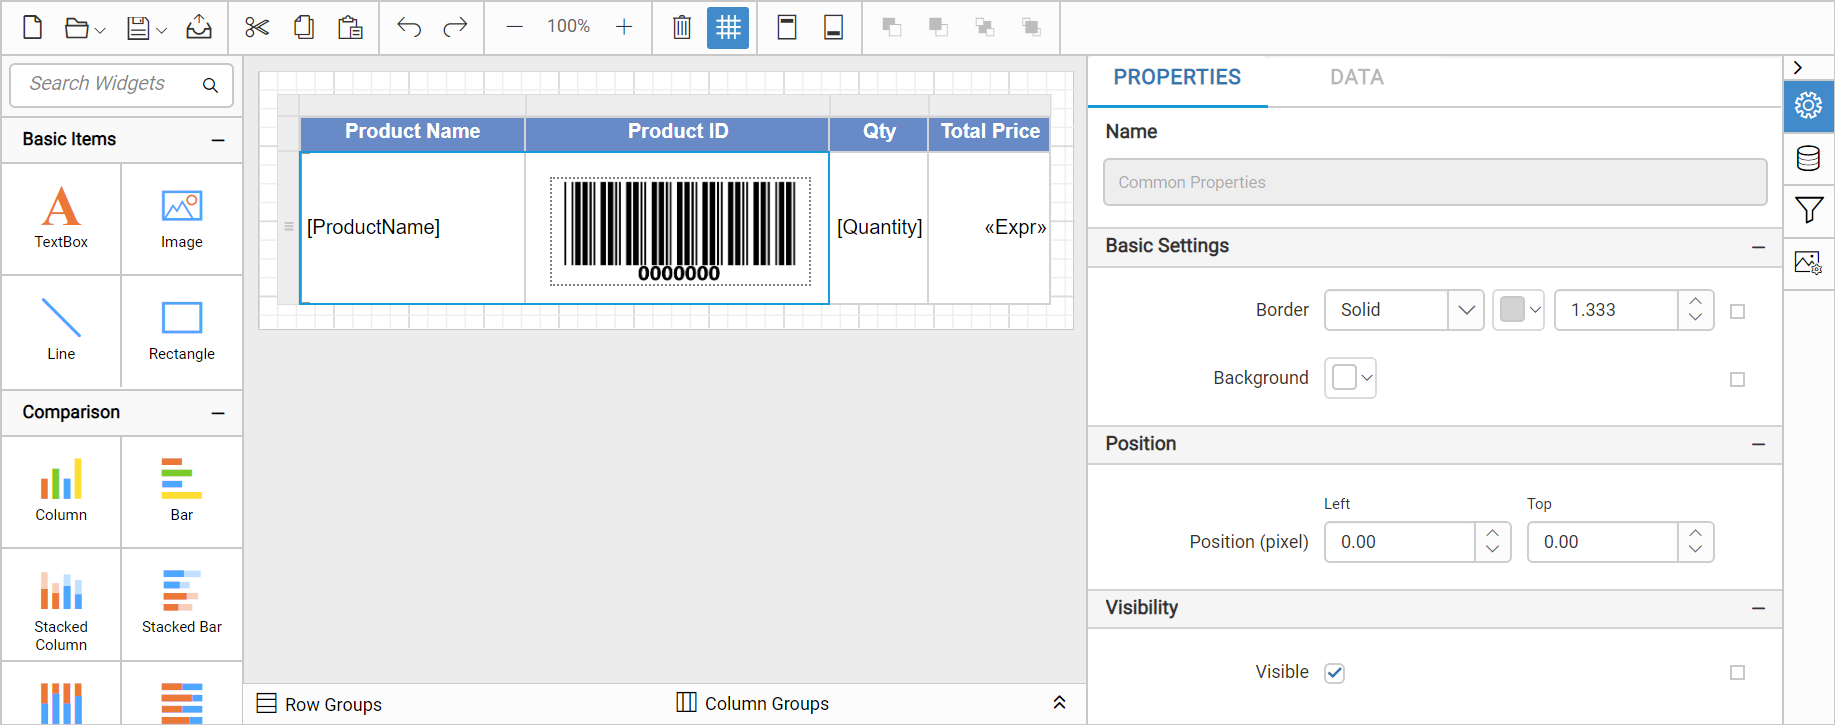 100%
Search Widgets
Basic Items
TextBox
Image
Line
Rectangle
Comparison
Column
Bar
Stacked
Column
Stacked Bar
Product Name
Product ID
Qty
Total Price
[ProductName]
0000000
[Quantity]
«Expr»
Row Groups
Column Groups
PROPERTIES
DATA
Name
Common Properties
Basic Settings
Border
Solid
1.333
Background
Position
Left
Top
Position (pixel)
0.00
0.00
Visibility
Visible